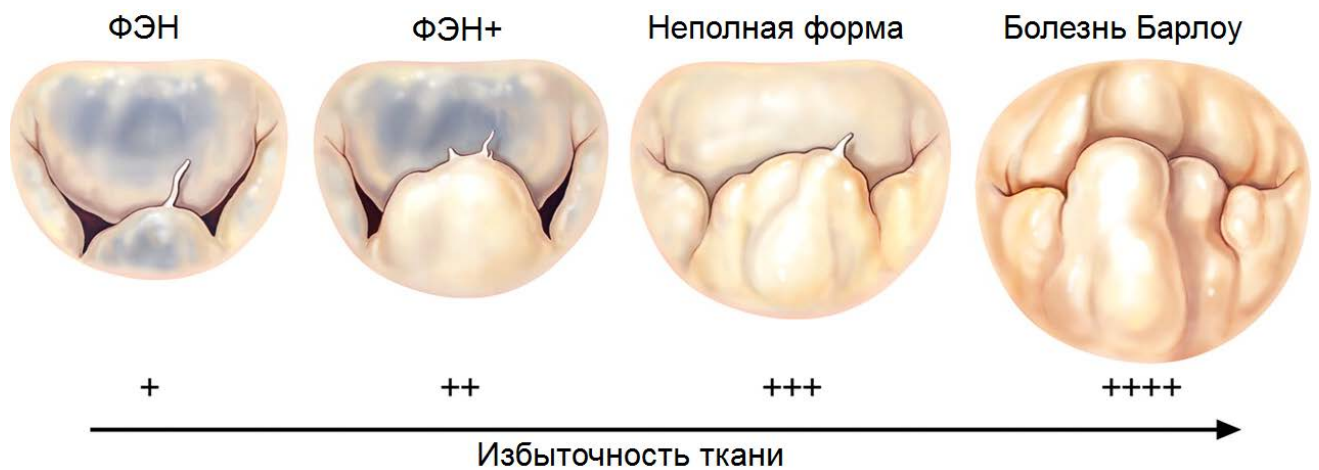 ФЭН
ФЭН+
Неполная форма
Болезнь Барлоу
+
++
+++
++++
Избыточность ткани